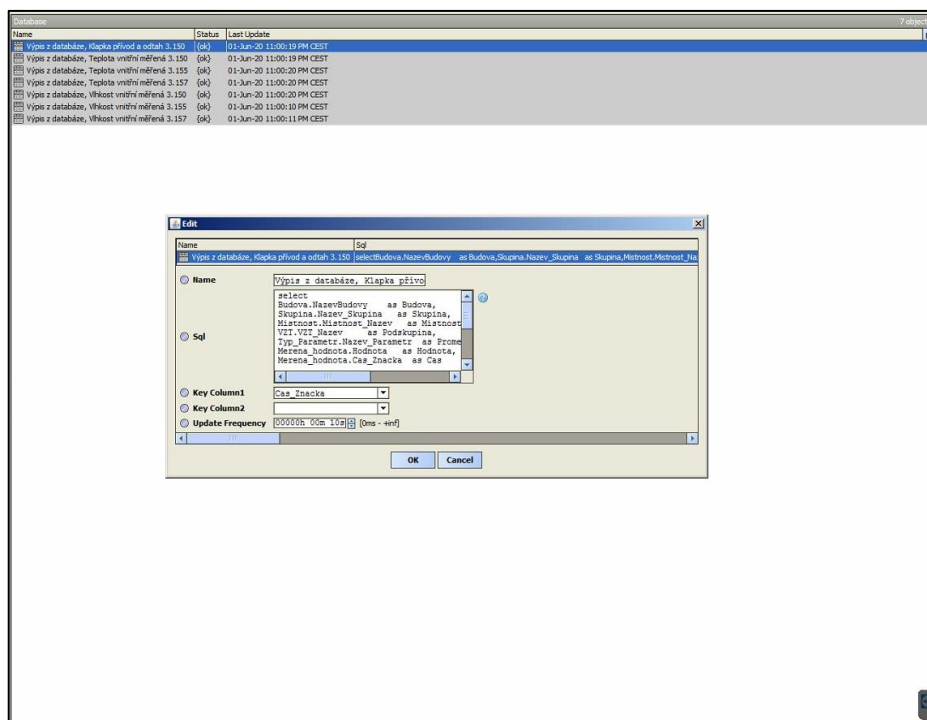 Database 7 object
Name Status Last Update
Výpis z databáze, Klapka přívod a odtah 3.150 {ok} 01-Jun-20 11:00:19 PM CEST
Výpis z databáze, Teplota vnitřní měřená 3.150 {ok} 01-Jun-20 11:00:19 PM CEST
Výpis z databáze, Teplota vnitřní měřená 3.155 {ok} 01-Jun-20 11:00:20 PM CEST
Výpis z databáze, Teplota vnitřní měřená 3.157 {ok} 01-Jun-20 11:00:20 PM CEST
Výpis z databáze, Vlhkost vnitřní měřená 3.150 {ok} 01-Jun-20 11:00:20 PM CEST
Výpis z databáze, Vlhkost vnitřní měřená 3.155 {ok} 01-Jun-20 11:00:10 PM CEST
Výpis z databáze, Vlhkost vnitřní měřená 3.157 {ok} 01-Jun-20 11:00:11 PM CEST
Edit
Name Sql
Výpis z databáze, Klapka přívod a odtah 3.150 selectBudova.NazevBudovy as Budova,Skupina.Nazev_Skupina as Skupina,Mistnost.Mistnost_Na
Name Výpis z databáze, Klapka přívo
Sql
select
Budova.NazevBudovy as Budova,
Skupina.Nazev_Skupina as Skupina,
Mistnost.Mistnost_Nazev as Mistnost
VZT.VZT_Nazev as Podskupina,
Typ_Parametr.Nazev_Parametr as Prome
Merena_hodnota.Hodnota as Hodnota,
Merena_hodnota.Cas_Znacka as Cas
Key Column1 Cas_Znacka
Key Column2
Update Frequency 00000h 00m 10s [0ms - +inf]
OK Cancel